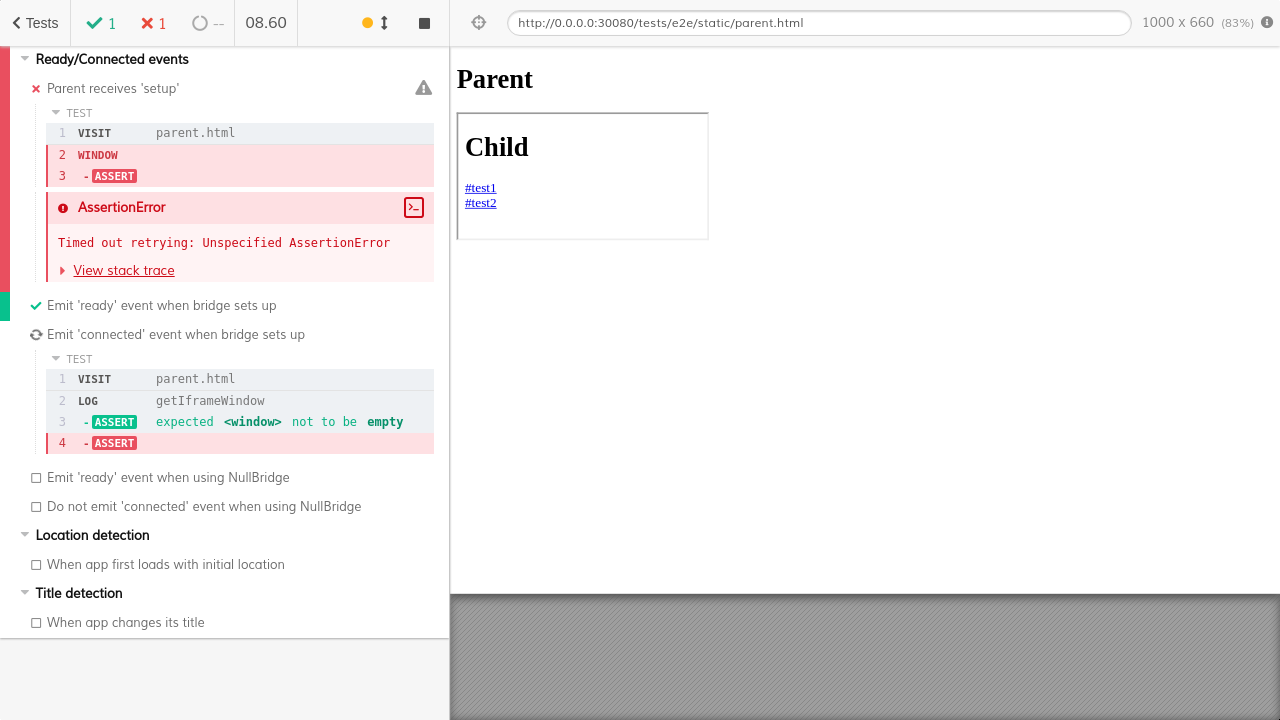 Tests
1
1
--
08.60
http://0.0.0.0:30080/tests/e2e/static/parent.html
1000 x 660 (83%)
Ready/Connected events
Parent receives 'setup'
TEST
1 VISIT parent.html
2 WINDOW
3 - ASSERT
AssertionError
Timed out retrying: Unspecified AssertionError
View stack trace
Emit 'ready' event when bridge sets up
Emit 'connected' event when bridge sets up
TEST
1 VISIT parent.html
2 LOG getIframeWindow
3 - ASSERT expected <window> not to be empty
4 - ASSERT
Emit 'ready' event when using NullBridge
Do not emit 'connected' event when using NullBridge
Location detection
When app first loads with initial location
Title detection
When app changes its title
Parent
Child
#test1
#test2